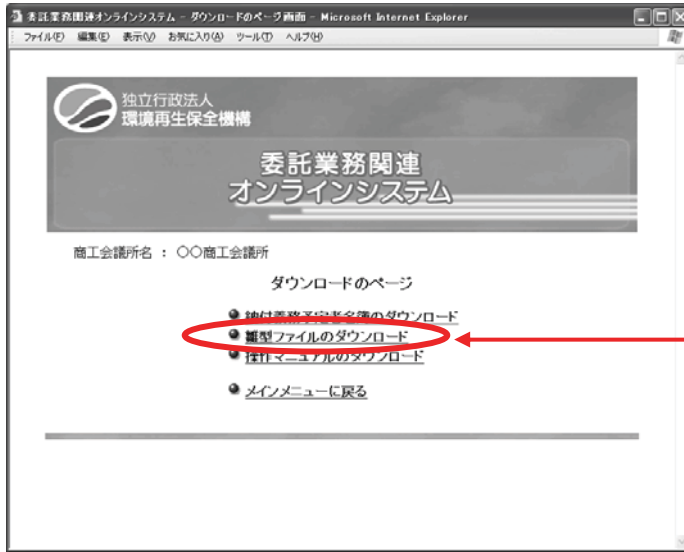 委託業務関連オンラインシステム - ダウンロードのページ画面 - Microsoft Internet Explorer
ファイル(F) 編集(E) 表示(V) お気に入り(A) ツール(T) ヘルプ(H)
独立行政法人
環境再生保全機構
委託業務関連
オンラインシステム
商工会議所名 : 〇〇商工会議所
ダウンロードのページ
納付義務予定者名簿のダウンロード
雛型ファイルのダウンロード
操作マニュアルのダウンロード
メインメニューに戻る